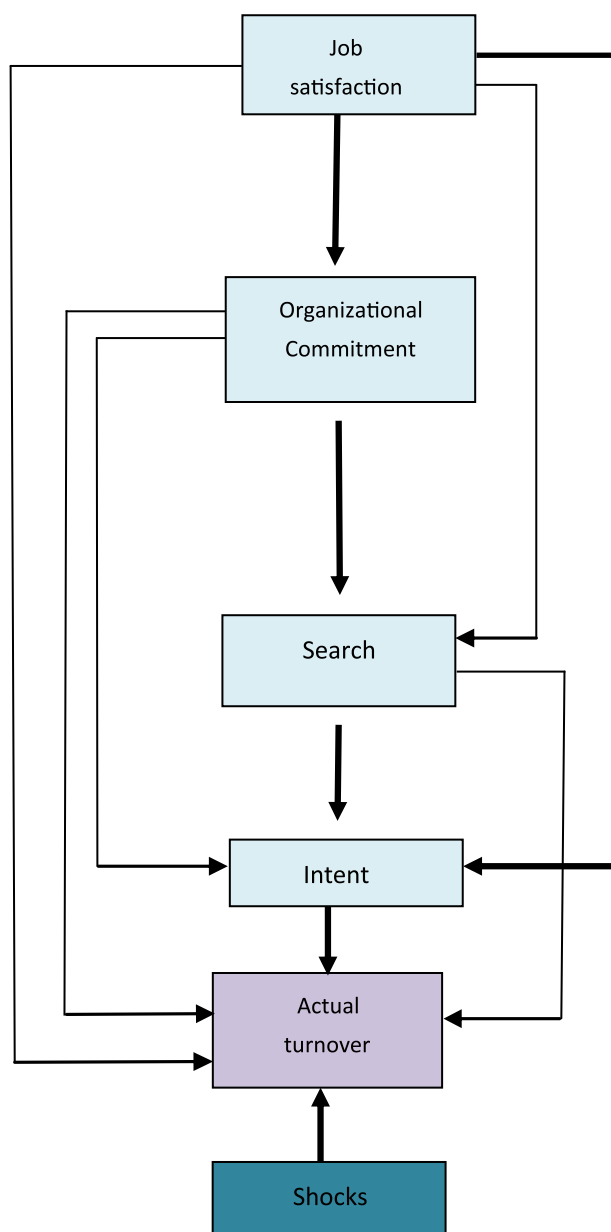 Job
satisfaction
Organizational
Commitment
Search
Intent
Actual
turnover
Shocks